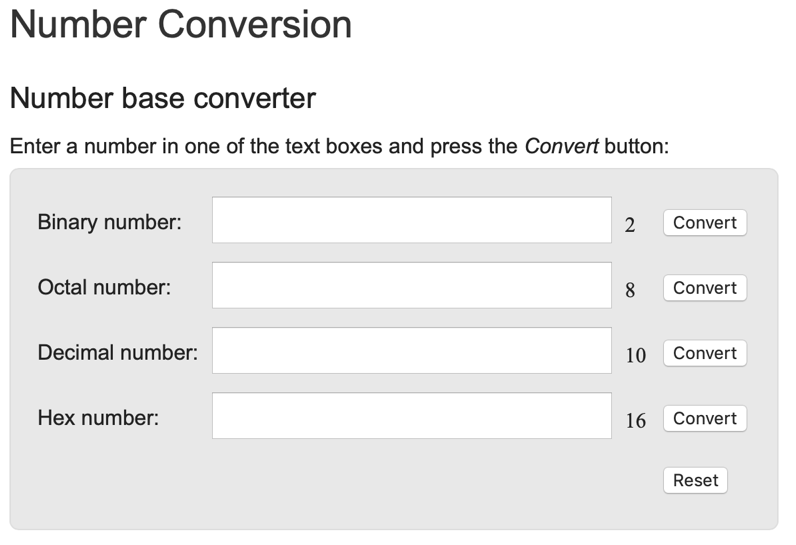 Number Conversion
Number base converter
Enter a number in one of the text boxes and press the Convert button:
Binary number: 2 Convert
Octal number: 8 Convert
Decimal number: 10 Convert
Hex number: 16 Convert
Reset